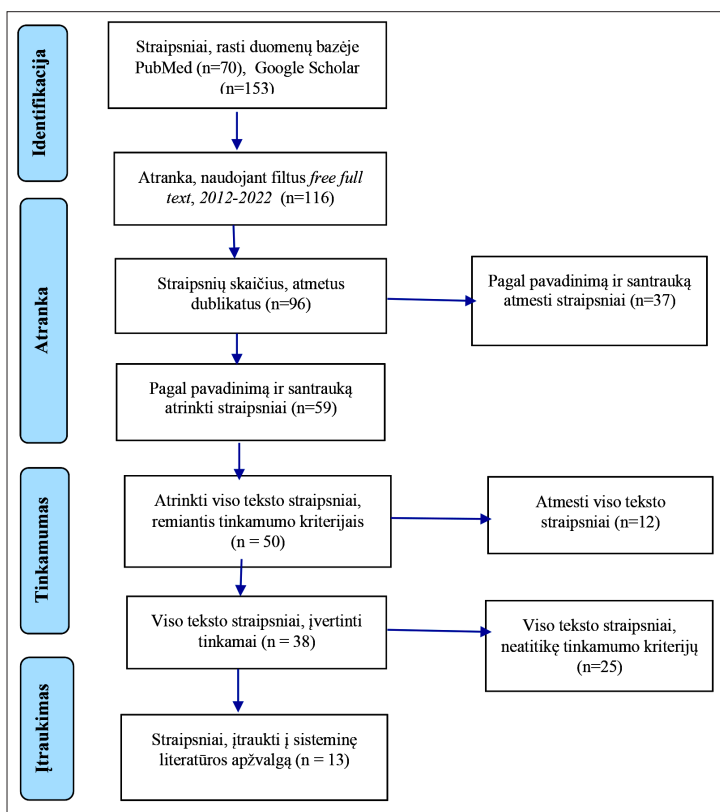 Identifikacija
Straipsniai, rasti duomenų bazėje
PubMed (n=70),  Google Scholar
(n=153)
Atranka, naudojant filtus free full
text, 2012-2022  (n=116)
Atranka
Straipsnių skaičius, atmetus
dublikatus (n=96)
Pagal pavadinimą ir santrauką
atmesti straipsniai (n=37)
Pagal pavadinimą ir santrauką
atrinkti straipsniai (n=59)
Tinkamumas
Atrinkti viso teksto straipsniai,
remiantis tinkamumo kriterijais
(n = 50)
Atmesti viso teksto
straipsniai (n=12)
Viso teksto straipsniai, įvertinti
tinkamai (n = 38)
Viso teksto straipsniai,
neatitikę tinkamumo kriterijų
(n=25)
Įtraukimas
Straipsniai, įtraukti į sisteminę
literatūros apžvalgą (n = 13)